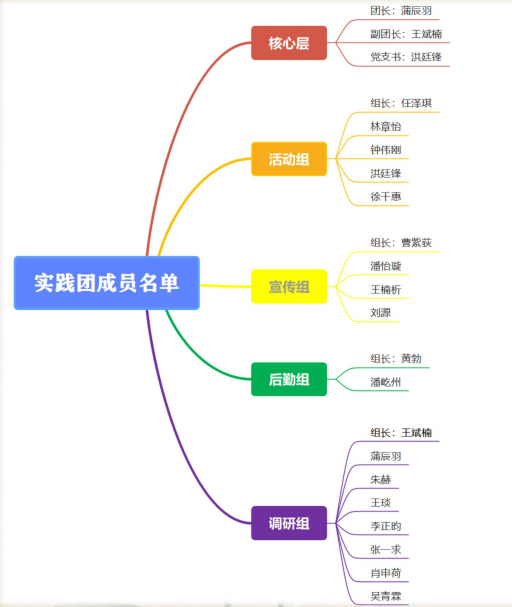 实践团成员名单
核心层
团长：蒲辰羽
副团长：王斌楠
党支书：洪廷锋
活动组
组长：任泽琪
林章怡
钟伟刚
洪廷锋
徐千惠
宣传组
组长：曹紫荻
潘怡璇
王楠析
刘源
后勤组
组长：黄勃
潘屹州
调研组
组长：王斌楠
蒲辰羽
朱赫
王琰
李正昀
张一求
肖申荷
吴青霖